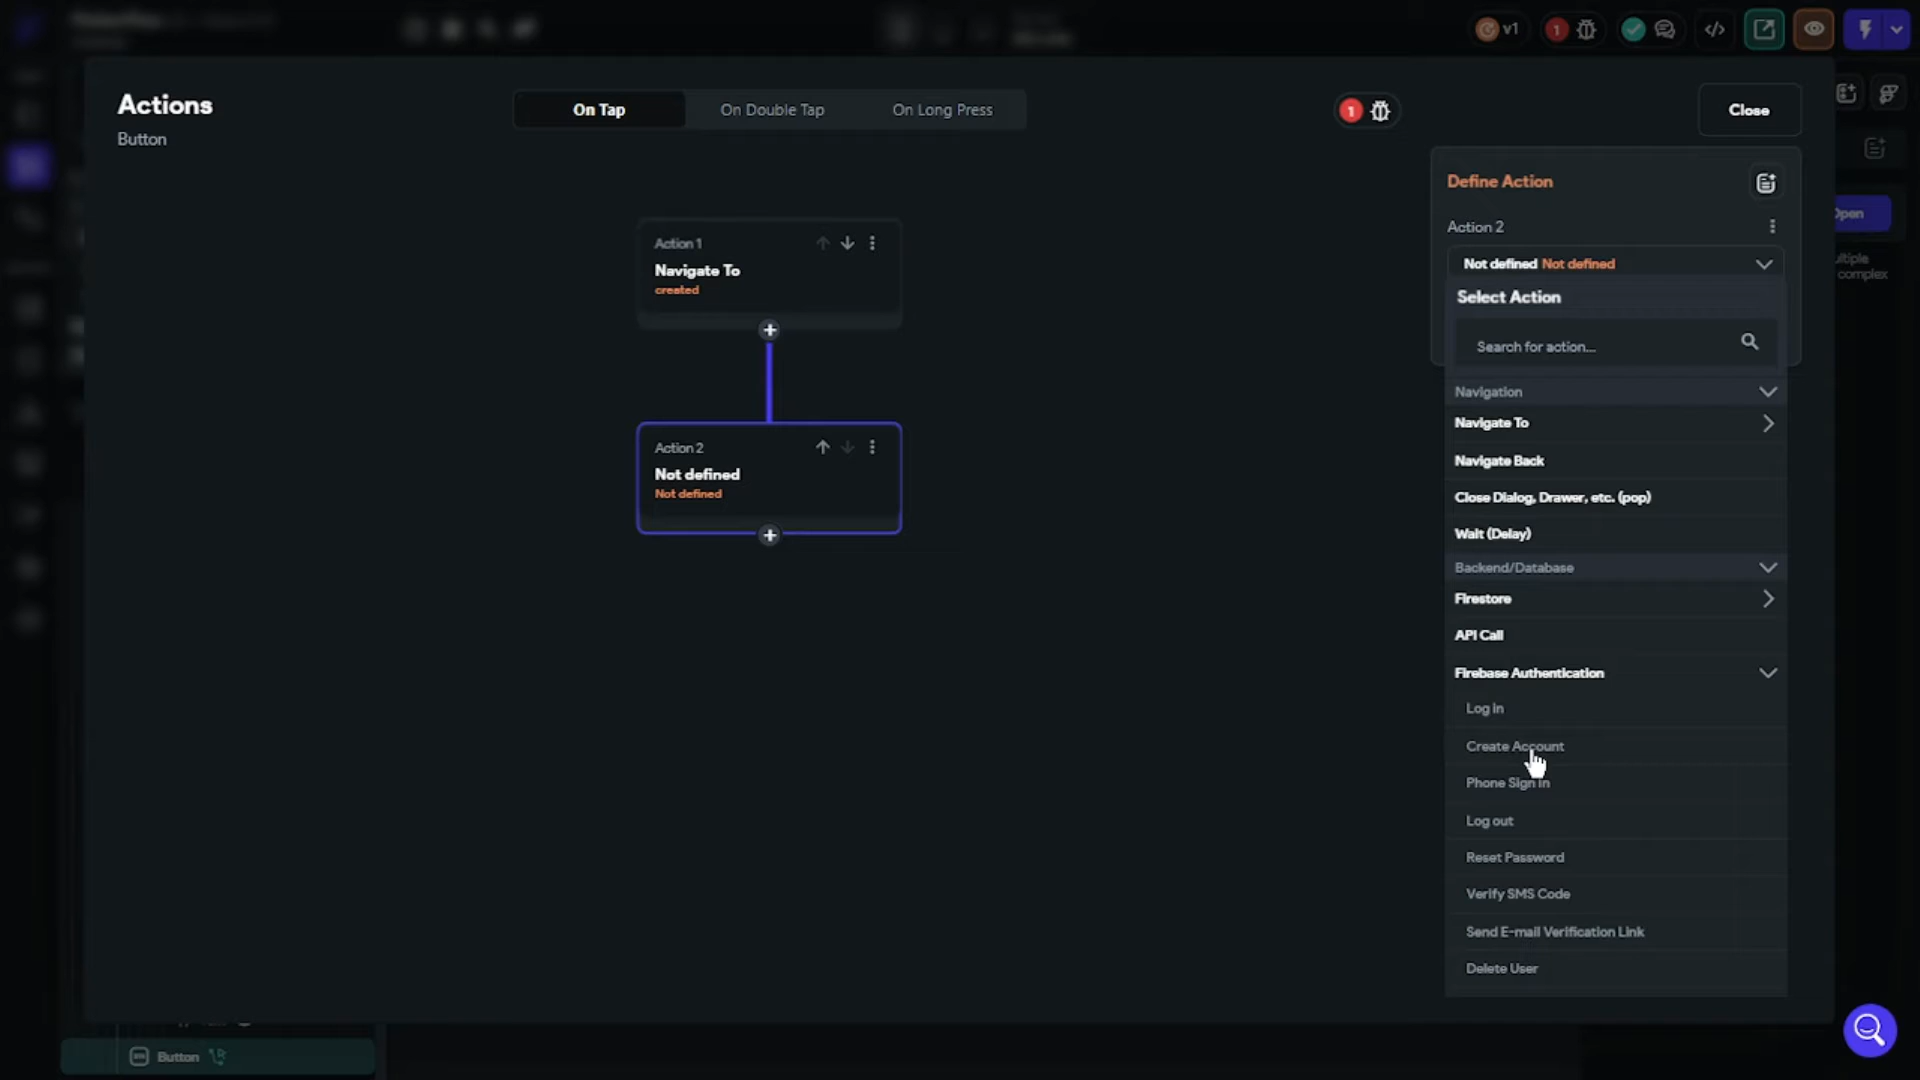 v1
1
Actions
Button
On Tap
On Double Tap
On Long Press
1
Close
Define Action
Action 2
Not defined Not defined
Select Action
Search for action...
Navigation
Navigate To
Navigate Back
Close Dialog, Drawer, etc. (pop)
Wait (Delay)
Backend/Database
Firestore
API Call
Firebase Authentication
Log in
Create Account
Phone Sign in
Log out
Reset Password
Verify SMS Code
Send E-mail Verification Link
Delete User
Action 1
Navigate To
created
Action 2
Not defined
Not defined
Open
complex
Button